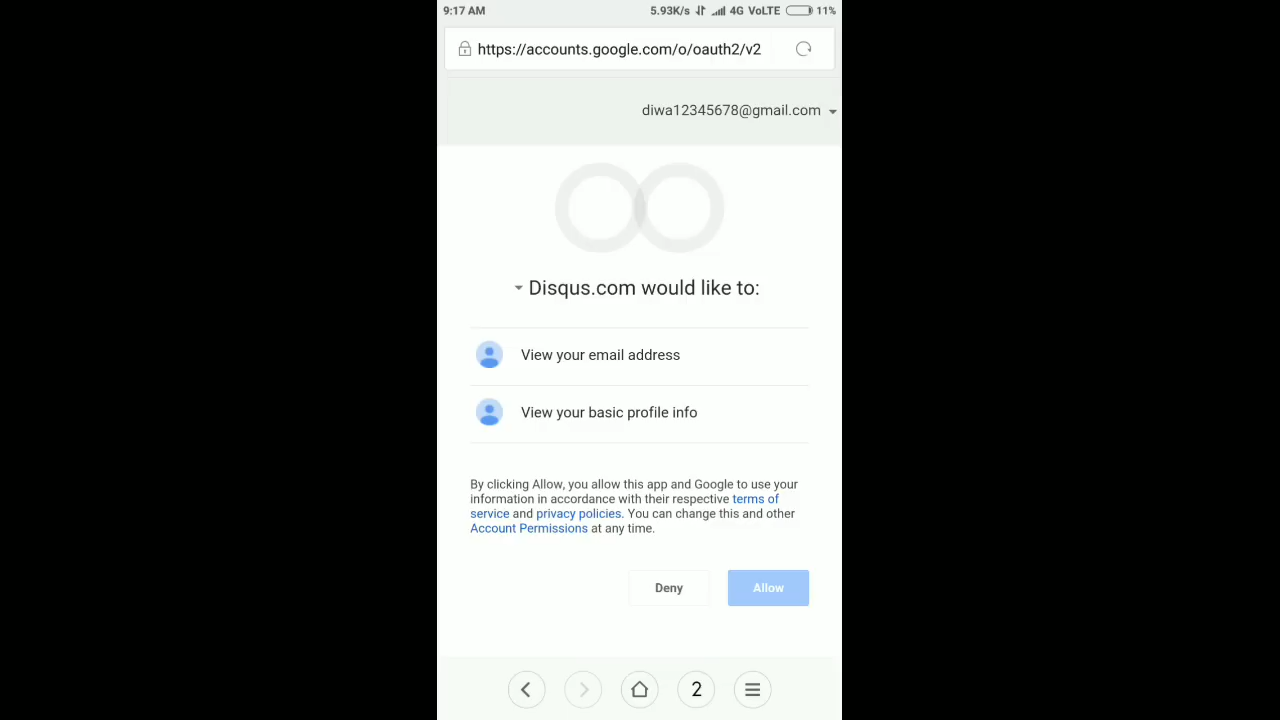 9:17 AM 5.93K/s 4G VoLTE 11%
https://accounts.google.com/o/oauth2/v2
diwa12345678@gmail.com
Disqus.com would like to:
View your email address
View your basic profile info
By clicking Allow, you allow this app and Google to use your
information in accordance with their respective terms of
service and privacy policies. You can change this and other
Account Permissions at any time.
Deny Allow
2